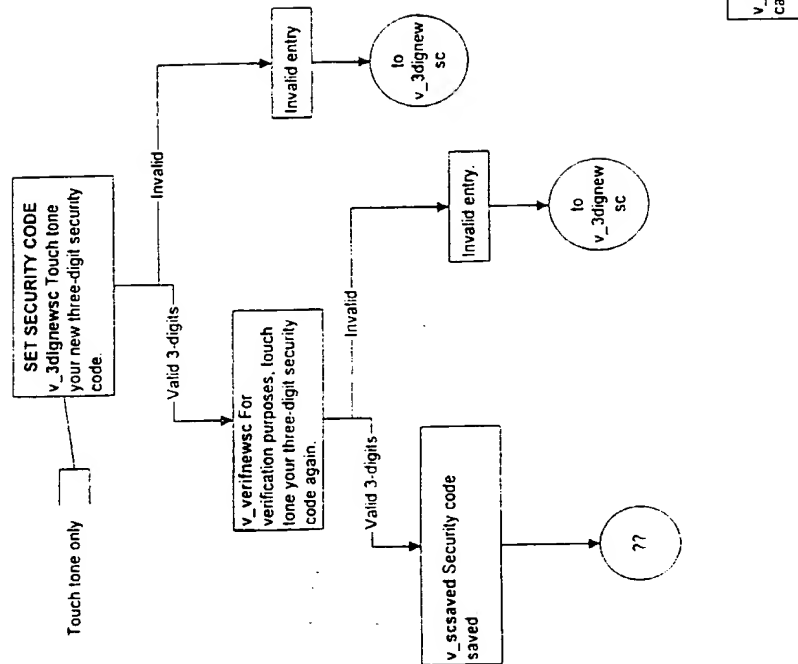 SET SECURITY CODE
v_3dignewsc Touch tone
your new three-digit security
code.
Touch tone only
Invalid
Valid 3-digits
Invalid entry
to
v_3dignew
sc
v_verifnewsc For
verification purposes, touch
tone your three-digit security
code again.
Invalid
Valid 3-digits
Invalid entry.
to
v_3dignew
sc
v_scsaved Security code
saved
??
v_
ca